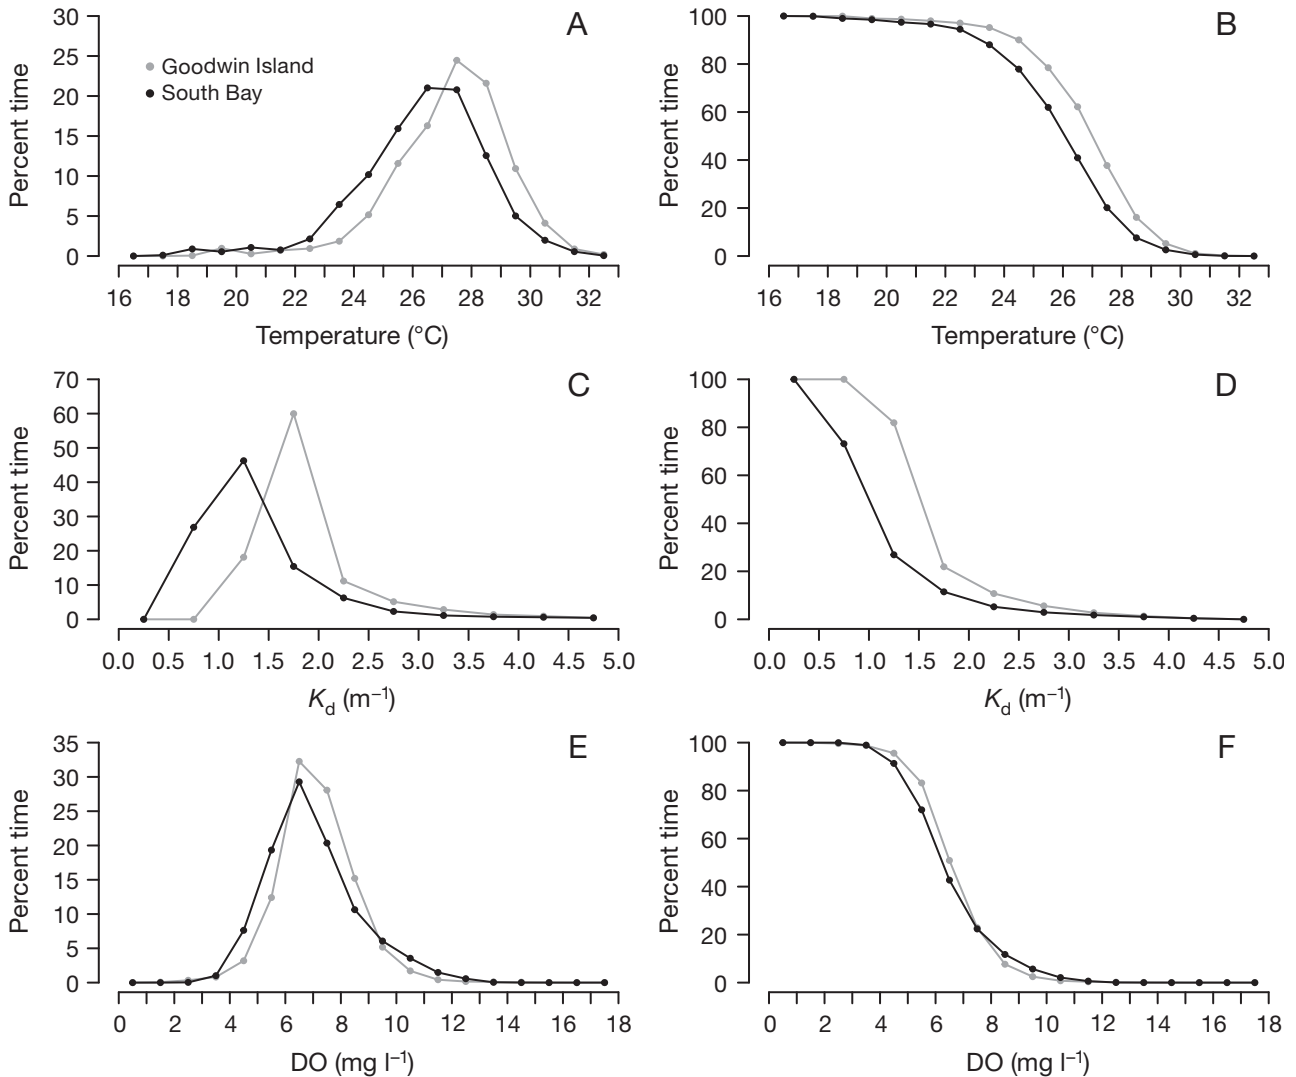 A
Percent time
30
25
20
15
10
5
0
Goodwin Island
South Bay
16 18 20 22 24 26 28 30 32
Temperature (°C)
B
Percent time
100
80
60
40
20
0
16 18 20 22 24 26 28 30 32
Temperature (°C)
C
Percent time
70
60
50
40
30
20
10
0
0.0 0.5 1.0 1.5 2.0 2.5 3.0 3.5 4.0 4.5 5.0
Kd (m−1)
D
Percent time
100
80
60
40
20
0
0.0 0.5 1.0 1.5 2.0 2.5 3.0 3.5 4.0 4.5 5.0
Kd (m−1)
E
Percent time
35
30
25
20
15
10
5
0
0 2 4 6 8 10 12 14 16 18
DO (mg l−1)
F
Percent time
100
80
60
40
20
0
0 2 4 6 8 10 12 14 16 18
DO (mg l−1)